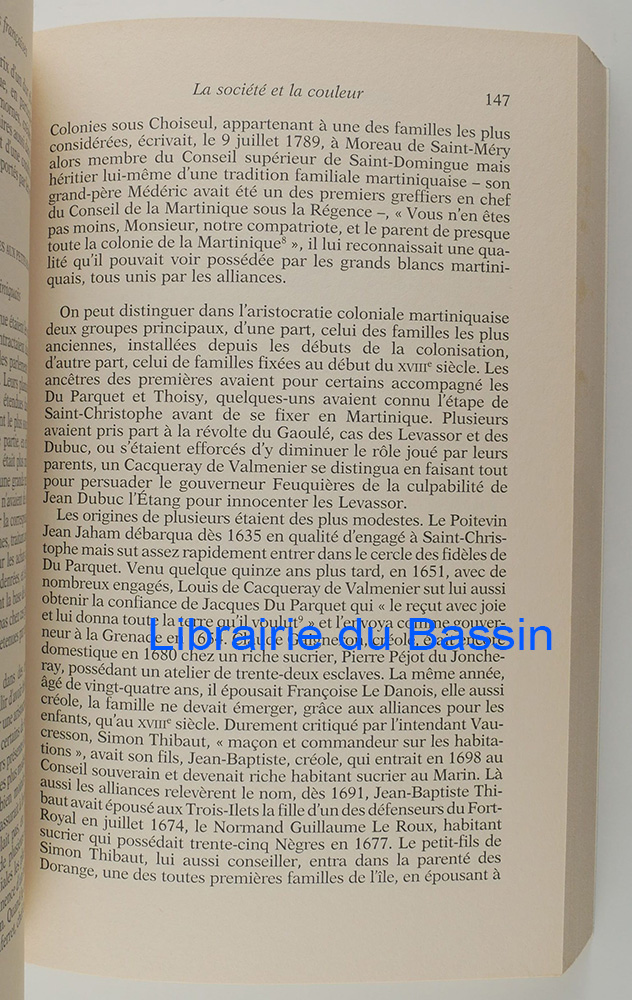 La société et la couleur
147
Colonies sous Choiseul, appartenant à une des familles les plus
considérées, écrivait, le 9 juillet 1789, à Moreau de Saint-Méry
alors membre du Conseil supérieur de Saint-Domingue mais
héritier lui-même d'une tradition familiale martiniquaise – son
grand-père Médéric avait été un des premiers greffiers en chef
du Conseil de la Martinique sous la Régence –, « Vous n'en êtes
pas moins, Monsieur, notre compatriote, et le parent de presque
toute la colonie de la Martinique⁸ », il lui reconnaissait une qua-
lité qu'il pouvait voir possédée par les grands blancs martini-
quais, tous unis par les alliances.
On peut distinguer dans l'aristocratie coloniale martiniquaise
deux groupes principaux, d'une part, celui des familles les plus
anciennes, installées depuis les débuts de la colonisation,
d'autre part, celui de familles fixées au début du XVIIIᵉ siècle. Les
ancêtres des premières avaient pour certains accompagné les
Du Parquet et Thoisy, quelques-uns avaient connu l'étape de
Saint-Christophe avant de se fixer en Martinique. Plusieurs
avaient pris part à la révolte du Gaoulé, cas des Levassor et des
Dubuc, ou s'étaient efforcés d'y diminuer le rôle joué par leurs
parents, un Cacqueray de Valmenier se distingua en faisant tout
pour persuader le gouverneur Feuquières de la culpabilité de
Jean Dubuc l'Étang pour innocenter les Levassor.
Les origines de plusieurs étaient des plus modestes. Le Poitevin
Jean Jaham débarqua dès 1635 en qualité d'engagé à Saint-Chris-
tophe mais sut assez rapidement entrer dans le cercle des fidèles de
Du Parquet. Venu quelque quinze ans plus tard, en 1651, avec de
nombreux engagés, Louis de Cacqueray de Valmenier sut lui aussi
obtenir la confiance de Jacques Du Parquet qui « le reçut avec joie
et lui donna toute la terre qu'il voulut⁹ » et l'envoya comme gouver-
neur à la Grenade en Claude Guigneron, créole, était encore
domestique en 1680 chez un riche sucrier, Pierre Péjot du Jonche-
ray, possédant un atelier de trente-deux esclaves. La même année,
âgé de vingt-quatre ans, il épousait Françoise Le Danois, elle aussi
créole, la famille ne devait émerger, grâce aux alliances pour les
enfants, qu'au XVIIIᵉ siècle. Durement critiqué par l'intendant Vau-
cresson, Simon Thibaut, « maçon et commandeur sur les habita-
tions », avait son fils, Jean-Baptiste, créole, qui entrait en 1698 au
Conseil souverain et devenait riche habitant sucrier au Marin. Là
aussi les alliances relevèrent le nom, dès 1691, Jean-Baptiste Thi-
baut avait épousé aux Trois-Ilets la fille d'un des défenseurs du Fort-
Royal en juillet 1674, le Normand Guillaume Le Roux, habitant
sucrier qui possédait trente-cinq Nègres en 1677. Le petit-fils de
Simon Thibaut, lui aussi conseiller, entra dans la parenté des
Dorange, une des toutes premières familles de l'île, en épousant à
Librairie du Bassin